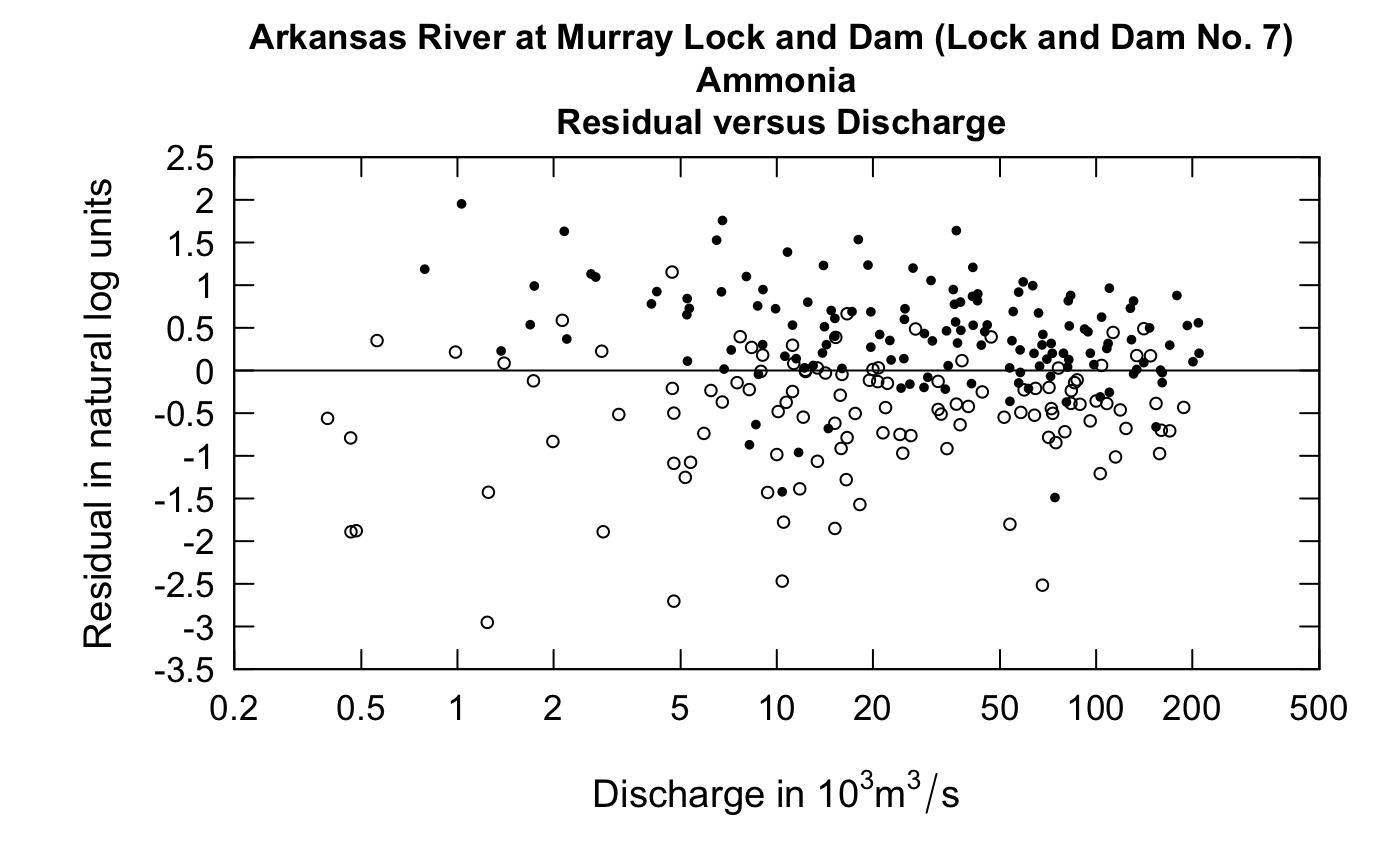 Arkansas River at Murray Lock and Dam (Lock and Dam No. 7)
Ammonia
Residual versus Discharge
Residual in natural log units
2.5
2
1.5
1
0.5
0
-0.5
-1
-1.5
-2
-2.5
-3
-3.5
0.2 0.5 1 2 5 10 20 50 100 200 500
Discharge in 10³m³/s